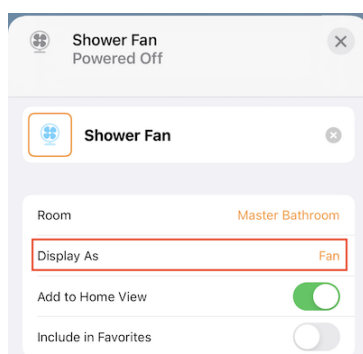 Shower Fan
Powered Off
Shower Fan
Room Master Bathroom
Display As Fan
Add to Home View
Include in Favorites